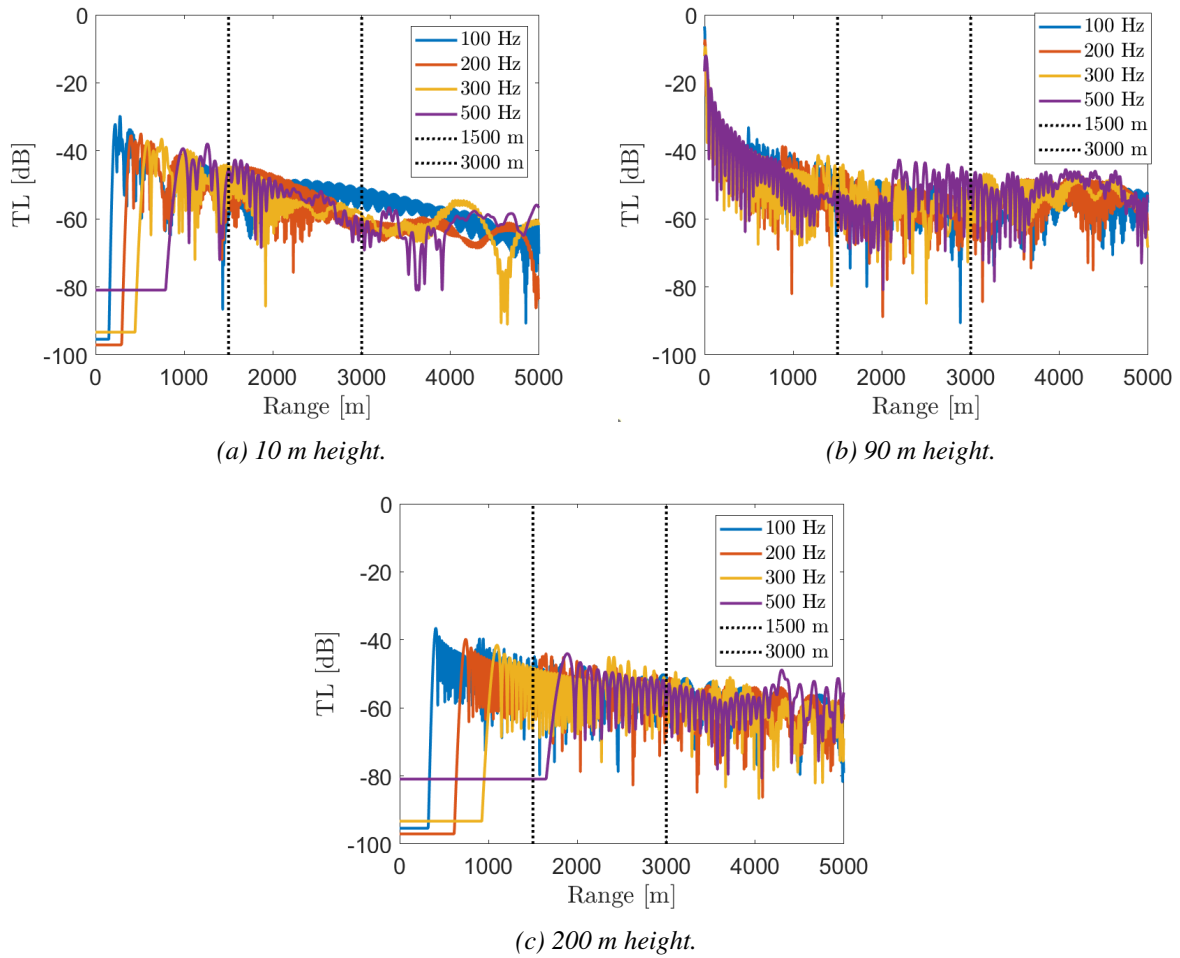 0
-20
-40
-60
-80
-100
TL [dB]
0 1000 2000 3000 4000 5000
Range [m]
100 Hz
200 Hz
300 Hz
500 Hz
1500 m
3000 m
(a) 10 m height.
0
-20
-40
-60
-80
-100
TL [dB]
0 1000 2000 3000 4000 5000
Range [m]
100 Hz
200 Hz
300 Hz
500 Hz
1500 m
3000 m
(b) 90 m height.
0
-20
-40
-60
-80
-100
TL [dB]
0 1000 2000 3000 4000 5000
Range [m]
100 Hz
200 Hz
300 Hz
500 Hz
1500 m
3000 m
(c) 200 m height.